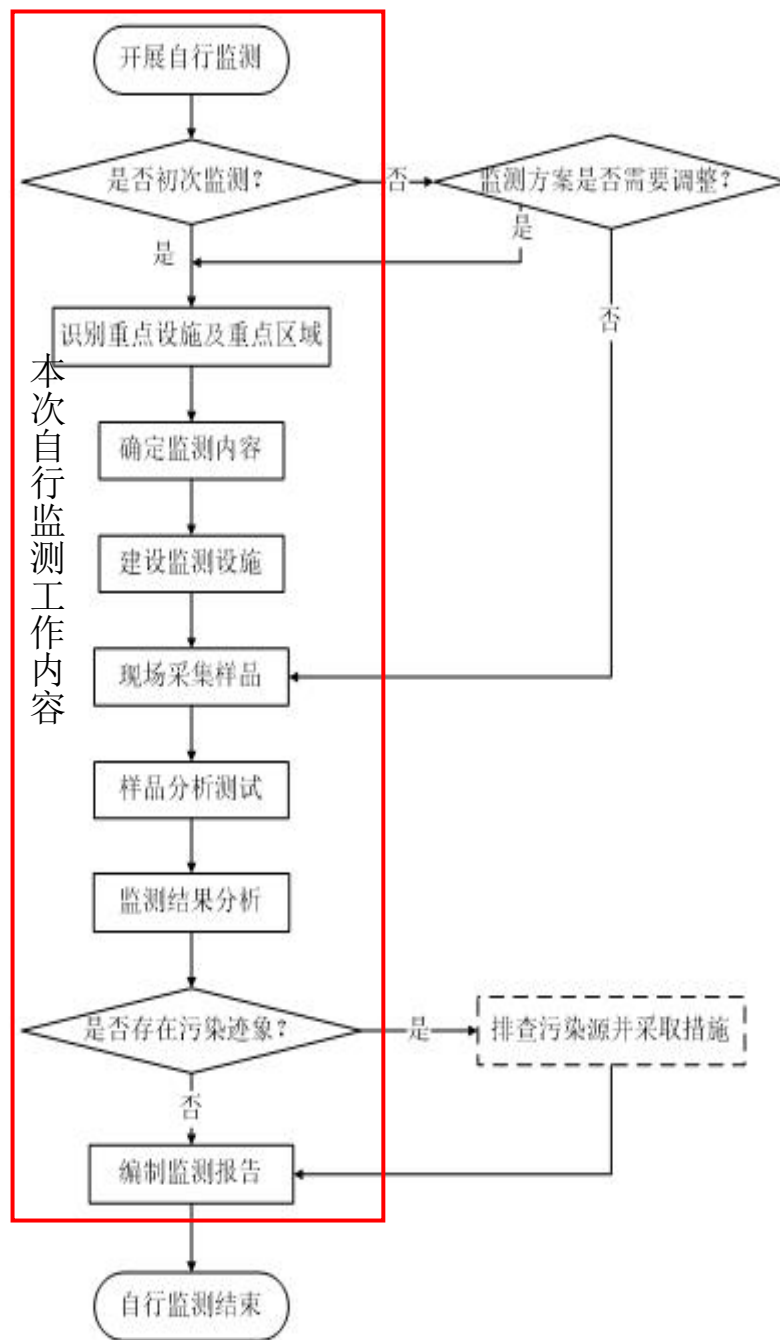 开展自行监测
是否初次监测？
否
监测方案是否需要调整？
是
是
否
识别重点设施及重点区域
本次自行监测工作内容
确定监测内容
建设监测设施
现场采集样品
样品分析测试
监测结果分析
是否存在污染迹象？
是
排查污染源并采取措施
否
编制监测报告
自行监测结束